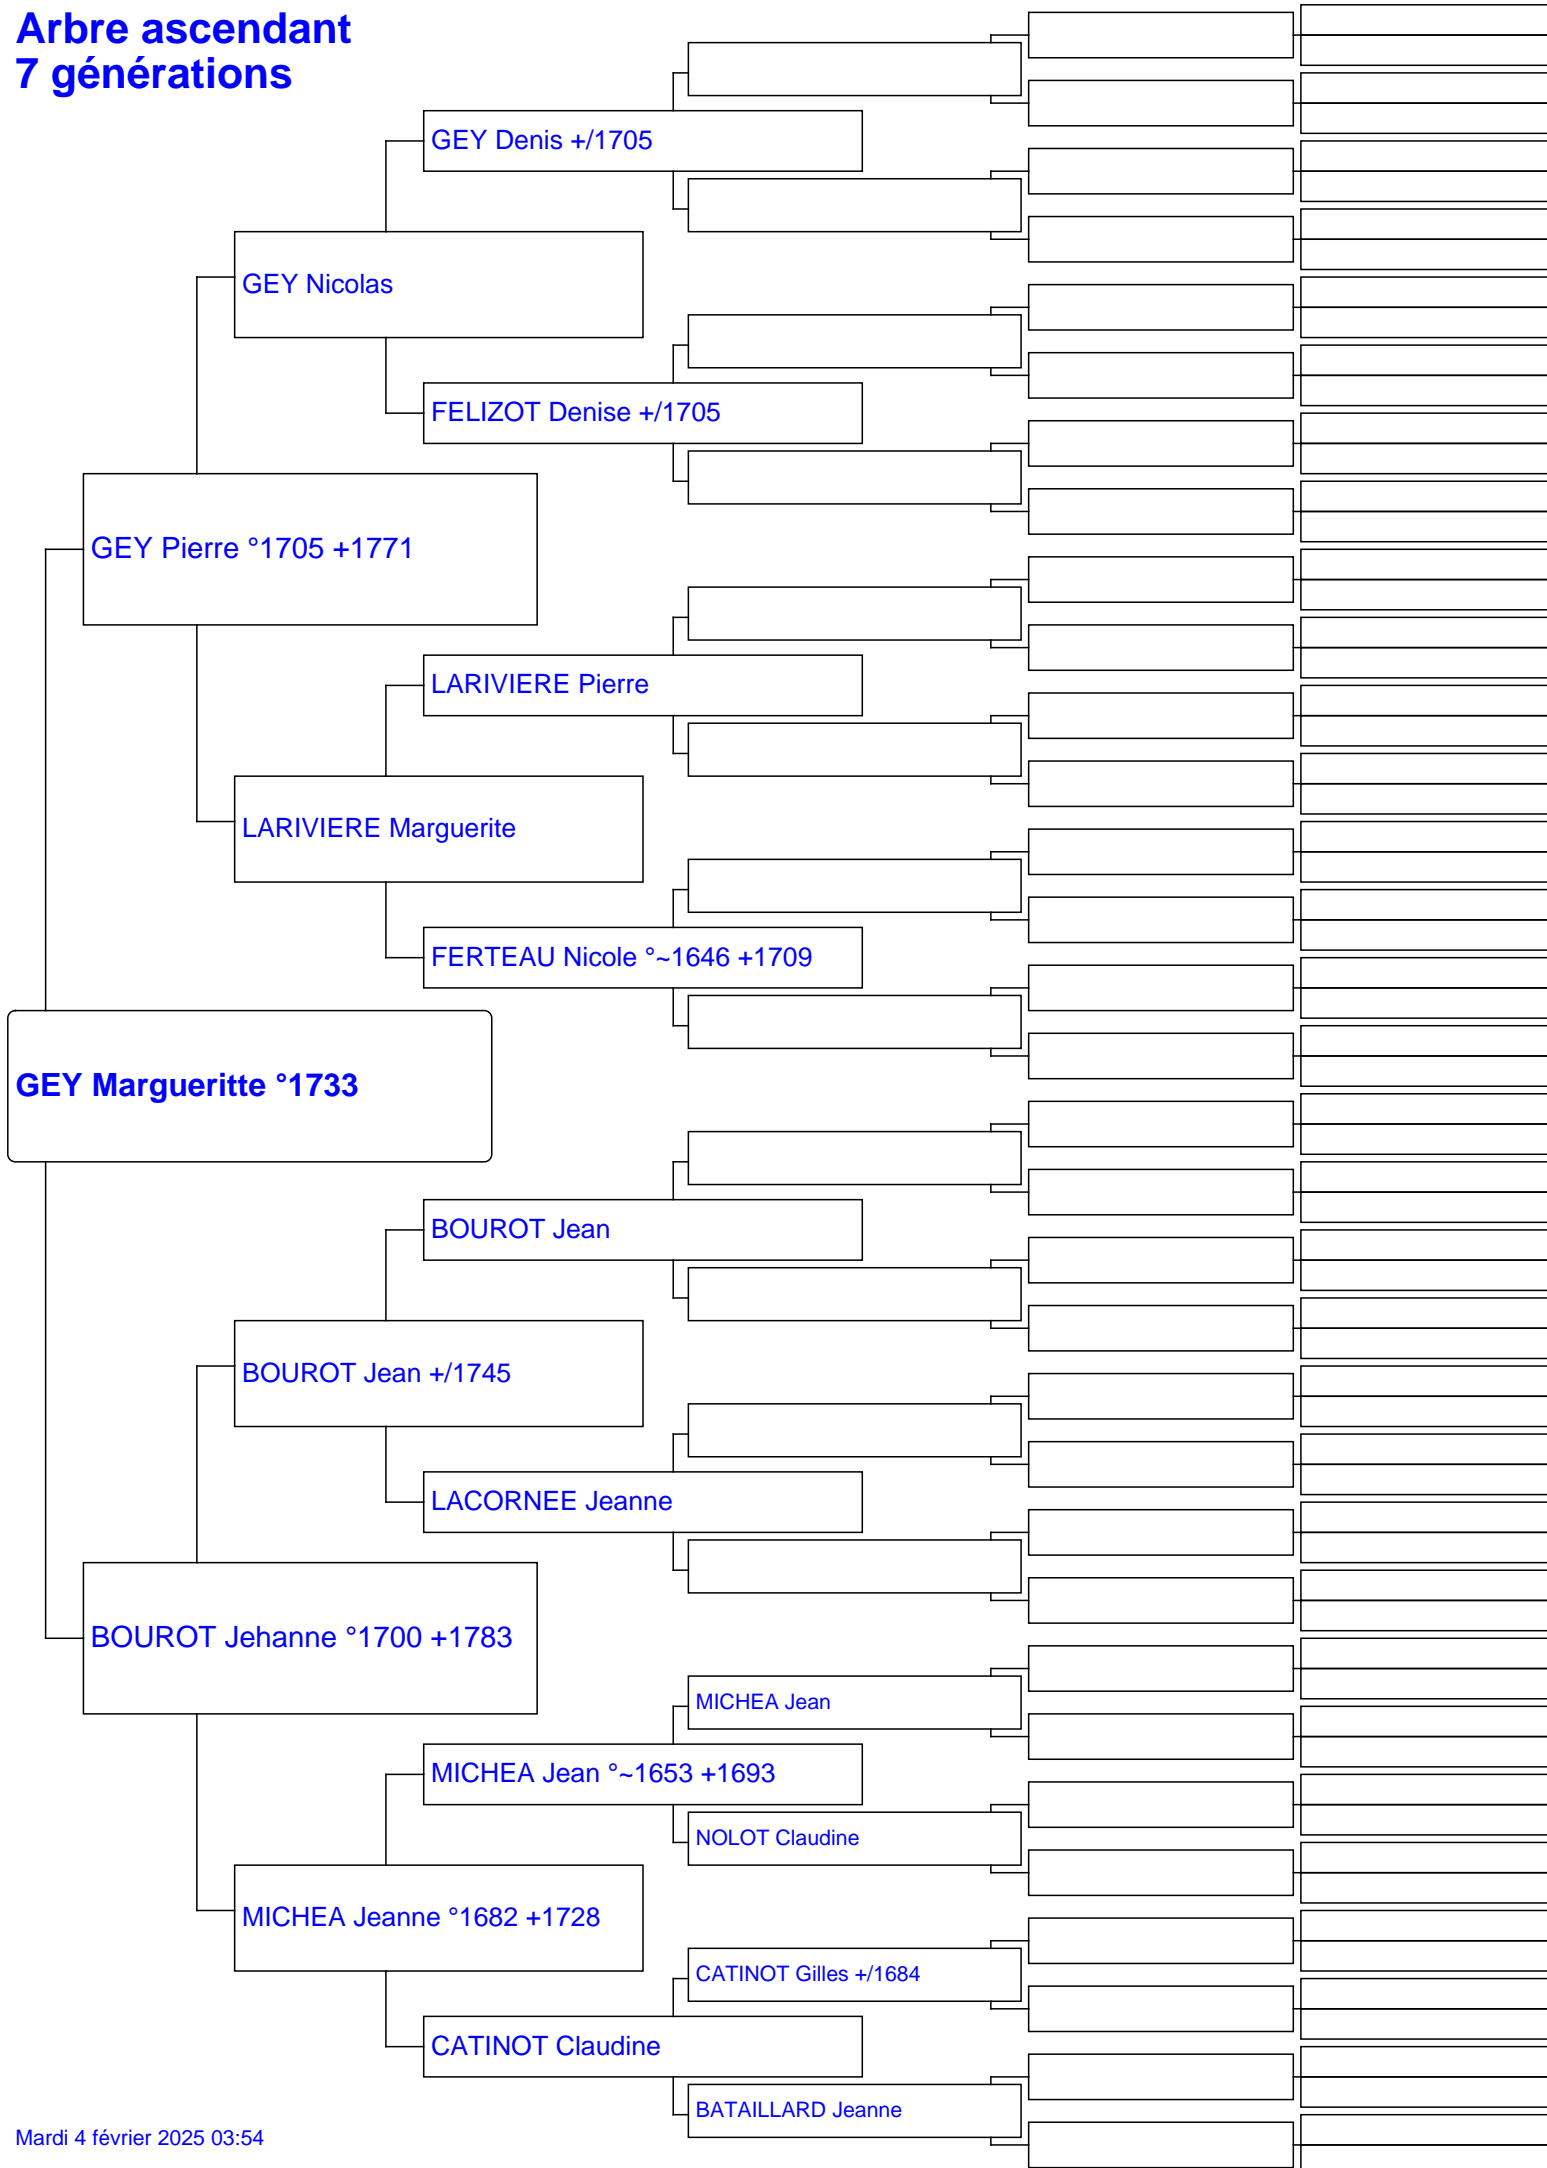 Arbre ascendant
7 générations
GEY Denis +/1705
GEY Nicolas
FELIZOT Denise +/1705
GEY Pierre °1705 +1771
LARIVIERE Pierre
LARIVIERE Marguerite
FERTEAU Nicole °~1646 +1709
GEY Margueritte °1733
BOUROT Jean
BOUROT Jean +/1745
LACORNEE Jeanne
BOUROT Jehanne °1700 +1783
MICHEA Jean
MICHEA Jean °~1653 +1693
NOLOT Claudine
MICHEA Jeanne °1682 +1728
CATINOT Gilles +/1684
CATINOT Claudine
BATAILLARD Jeanne
Mardi 4 février 2025 03:54